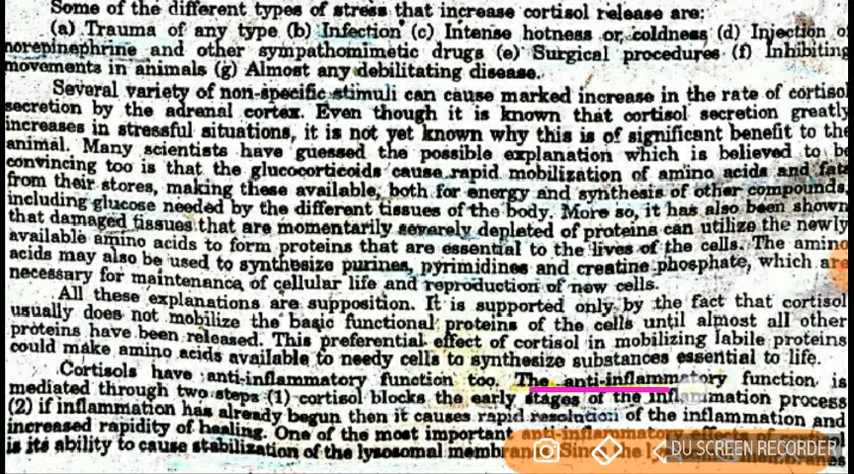 Some of the different types of stress that increase cortisol release are:
(a) Trauma of any type (b) Infection (c) Intense hotness or coldness (d) Injection of
norepinephrine and other sympathomimetic drugs (e) Surgical procedures (f) Inhibiting
movements in animals (g) Almost any debilitating disease.
Several variety of non-specific stimuli can cause marked increase in the rate of cortisol
secretion by the adrenal cortex. Even though it is known that cortisol secretion greatly
increases in stressful situations, it is not yet known why this is of significant benefit to the
animal. Many scientists have guessed the possible explanation which is believed to be
convincing too is that the glucocorticoids cause rapid mobilization of amino acids and fats
from their stores, making these available, both for energy and synthesis of other compounds,
including glucose needed by the different tissues of the body. More so, it has also been shown
that damaged tissues that are momentarily severely depleted of proteins can utilize the newly
available amino acids to form proteins that are essential to the lives of the cells. The amino
acids may also be used to synthesize purines, pyrimidines and creatine phosphate, which are
necessary for maintenance of cellular life and reproduction of new cells.
All these explanations are supposition. It is supported only by the fact that cortisol
usually does not mobilize the basic functional proteins of the cells until almost all other
proteins have been released. This preferential effect of cortisol in mobilizing labile proteins
could make amino acids available to needy cells to synthesize substances essential to life.
Cortisols have anti-inflammatory function too. The anti-inflammatory function is
mediated through two steps (1) cortisol blocks the early stages of the inflammation process
(2) if inflammation has already begun then it causes rapid resolution of the inflammation and
increased rapidity of healing. One of the most important anti-inflammatory effects of
is its ability to cause stabilization of the lysosomal Since
DU SCREEN RECORDER